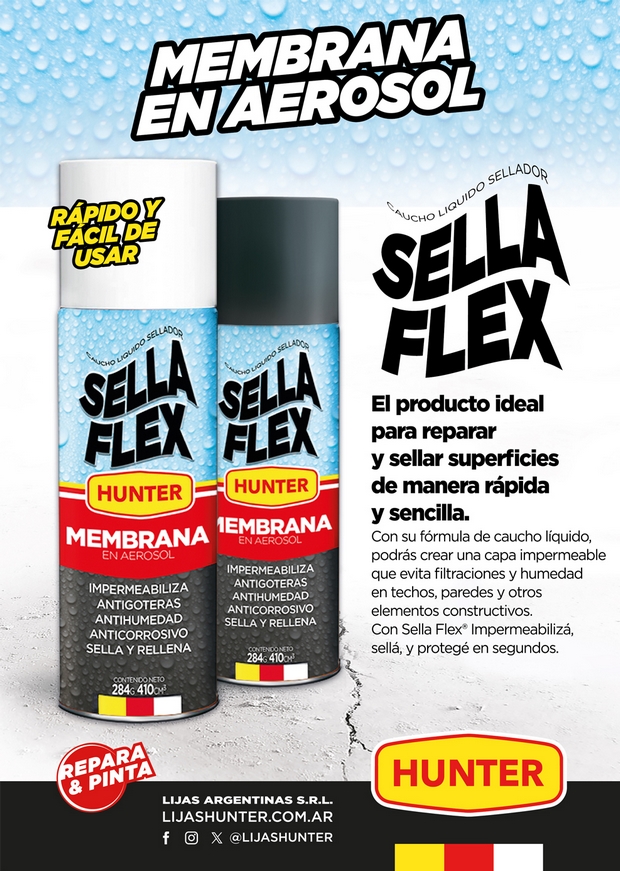 MEMBRANA
EN AEROSOL
RÁPIDO Y
FÁCIL DE
USAR
CAUCHO LIQUIDO SELLADOR
SELLA
FLEX
HUNTER
MEMBRANA
EN AEROSOL
IMPERMEABILIZA
ANTIGOTERAS
ANTIHUMEDAD
ANTICORROSIVO
SELLA Y RELLENA
CONTENIDO NETO
284G 410CM³
CAUCHO LIQUIDO SELLADOR
SELLA
FLEX
HUNTER
MEMBRANA
EN AEROSOL
IMPERMEABILIZA
ANTIGOTERAS
ANTIHUMEDAD
ANTICORROSIVO
SELLA Y RELLENA
CONTENIDO NETO
284G 410CM³
CAUCHO LIQUIDO SELLADOR
SELLA
FLEX
El producto ideal
para reparar
y sellar superficies
de manera rápida
y sencilla.
Con su fórmula de caucho líquido,
podrás crear una capa impermeable
que evita filtraciones y humedad
en techos, paredes y otros
elementos constructivos.
Con Sella Flex® Impermeabilizá,
sellá, y protegé en segundos.
REPARA
& PINTA
LIJAS ARGENTINAS S.R.L.
LIJASHUNTER.COM.AR
@LIJASHUNTER
HUNTER